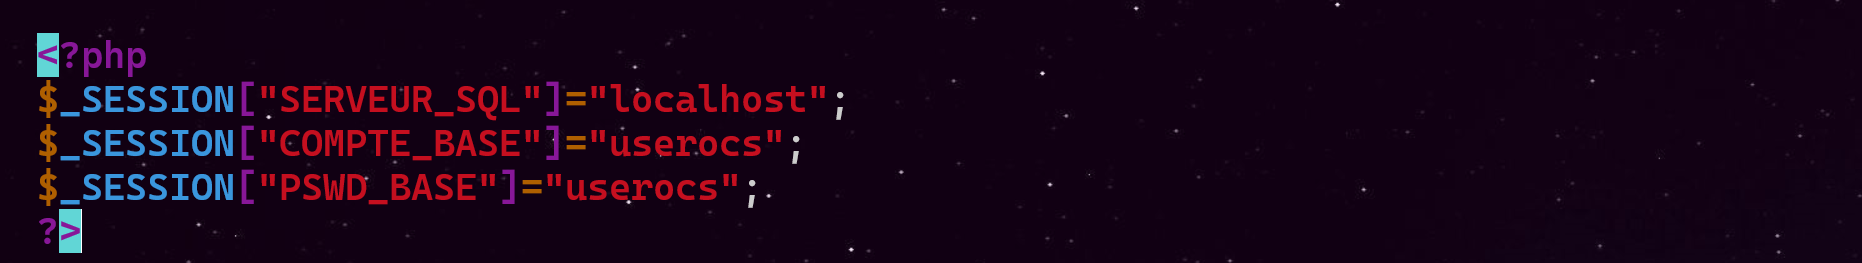 <?php
$_SESSION["SERVEUR_SQL"]="localhost";
$_SESSION["COMPTE_BASE"]="userocs";
$_SESSION["PSWD_BASE"]="userocs";
?>